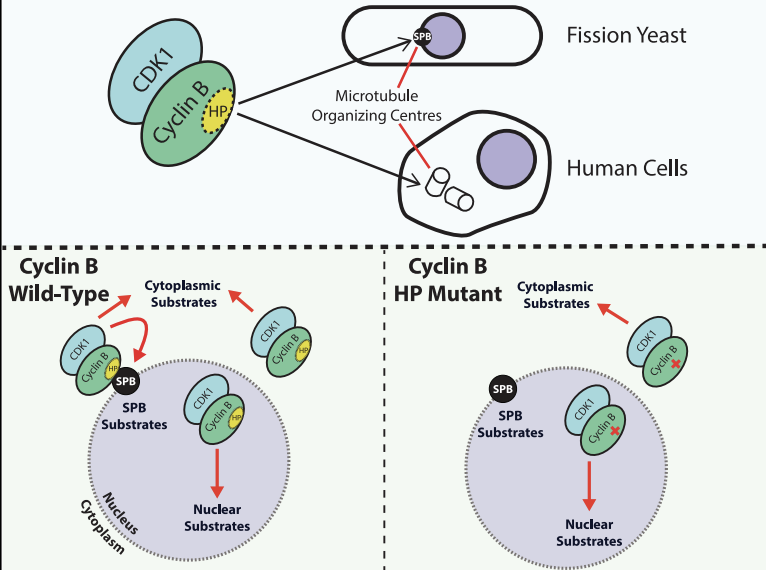 CDK1
Cyclin B
HP
SPB
Fission Yeast
Microtubule
Organizing Centres
Human Cells
Cyclin B
Wild-Type
Cytoplasmic
Substrates
CDK1
Cyclin B
HP
CDK1
Cyclin B
HP
SPB
SPB
Substrates
CDK1
Cyclin B
HP
Nuclear
Substrates
Nucleus
Cytoplasm
Cyclin B
HP Mutant
Cytoplasmic
Substrates
CDK1
Cyclin B
SPB
SPB
Substrates
CDK1
Cyclin B
Nuclear
Substrates